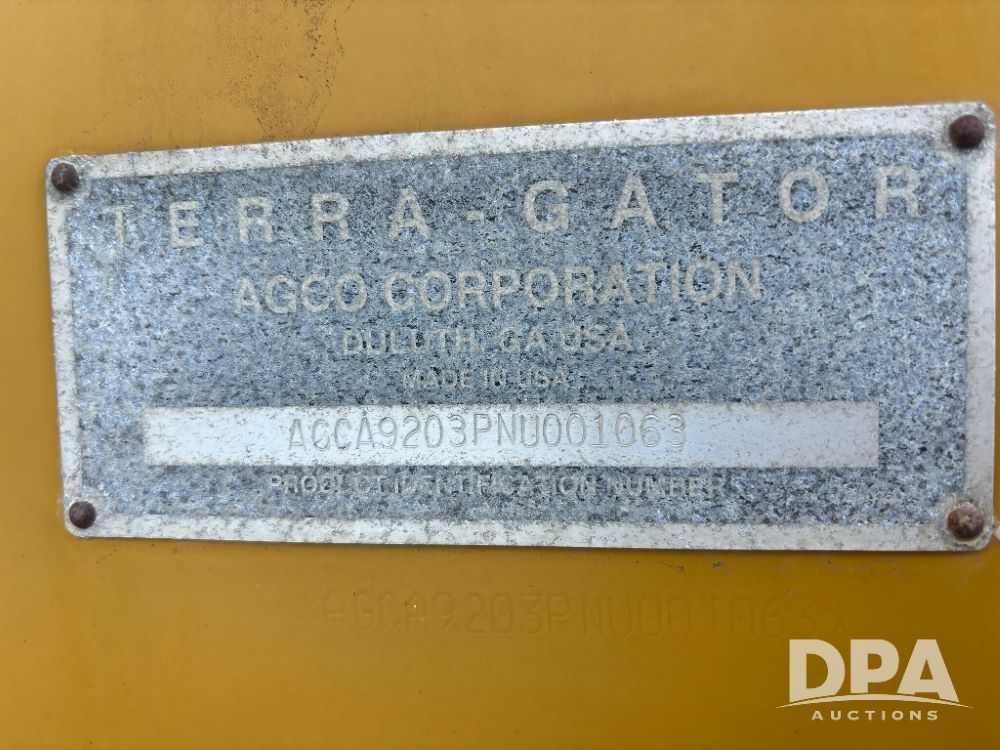 TERRA-GATOR
AGCO CORPORATION
DULUTH, GA USA
MADE IN USA
AGCA9203PNU001063
PRODUCT IDENTIFICATION NUMBER
*AGCA9203PNU001063*
DPA
AUCTIONS